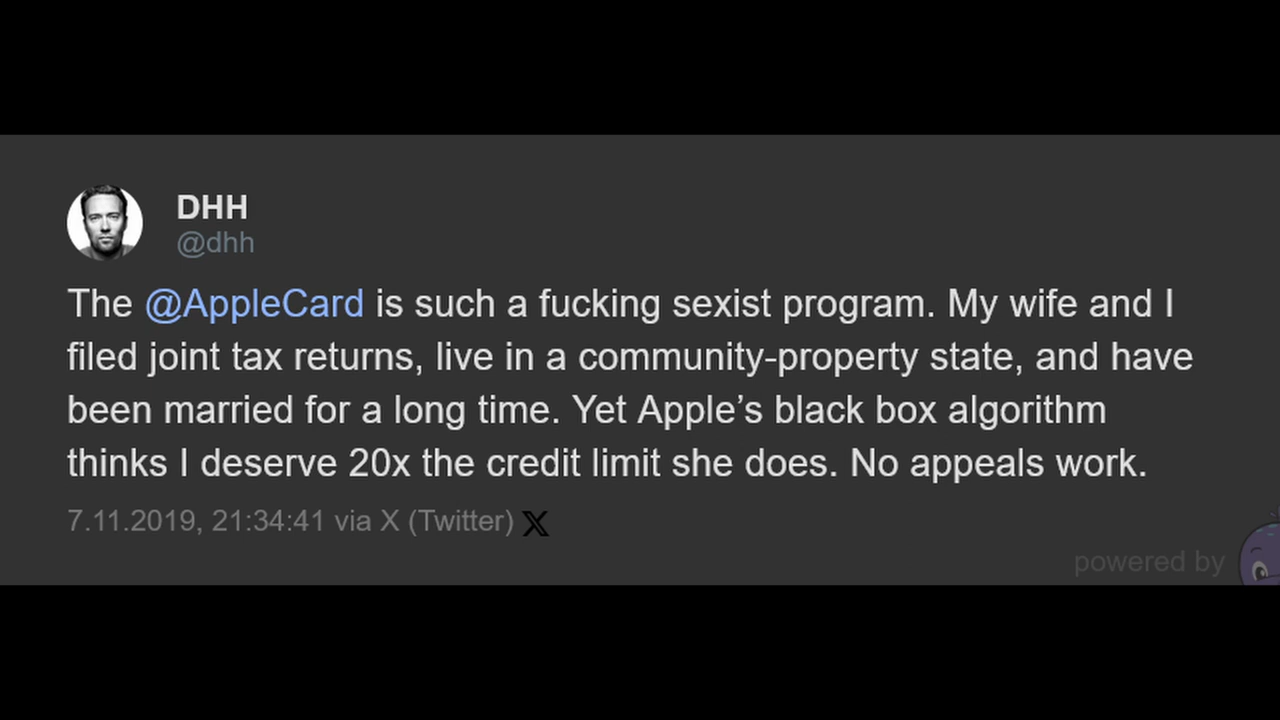 DHH
@dhh
The @AppleCard is such a fucking sexist program. My wife and I
filed joint tax returns, live in a community-property state, and have
been married for a long time. Yet Apple’s black box algorithm
thinks I deserve 20x the credit limit she does. No appeals work.
7.11.2019, 21:34:41 via X (Twitter)
powered by